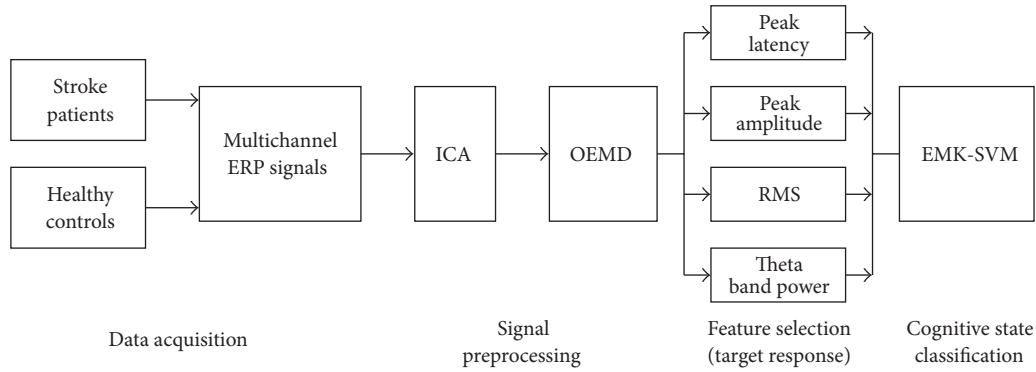 Stroke
patients
Healthy
controls
Multichannel
ERP signals
ICA
OEMD
Peak
latency
Peak
amplitude
RMS
Theta
band power
EMK-SVM
Data acquisition
Signal
preprocessing
Feature selection
(target response)
Cognitive state
classification